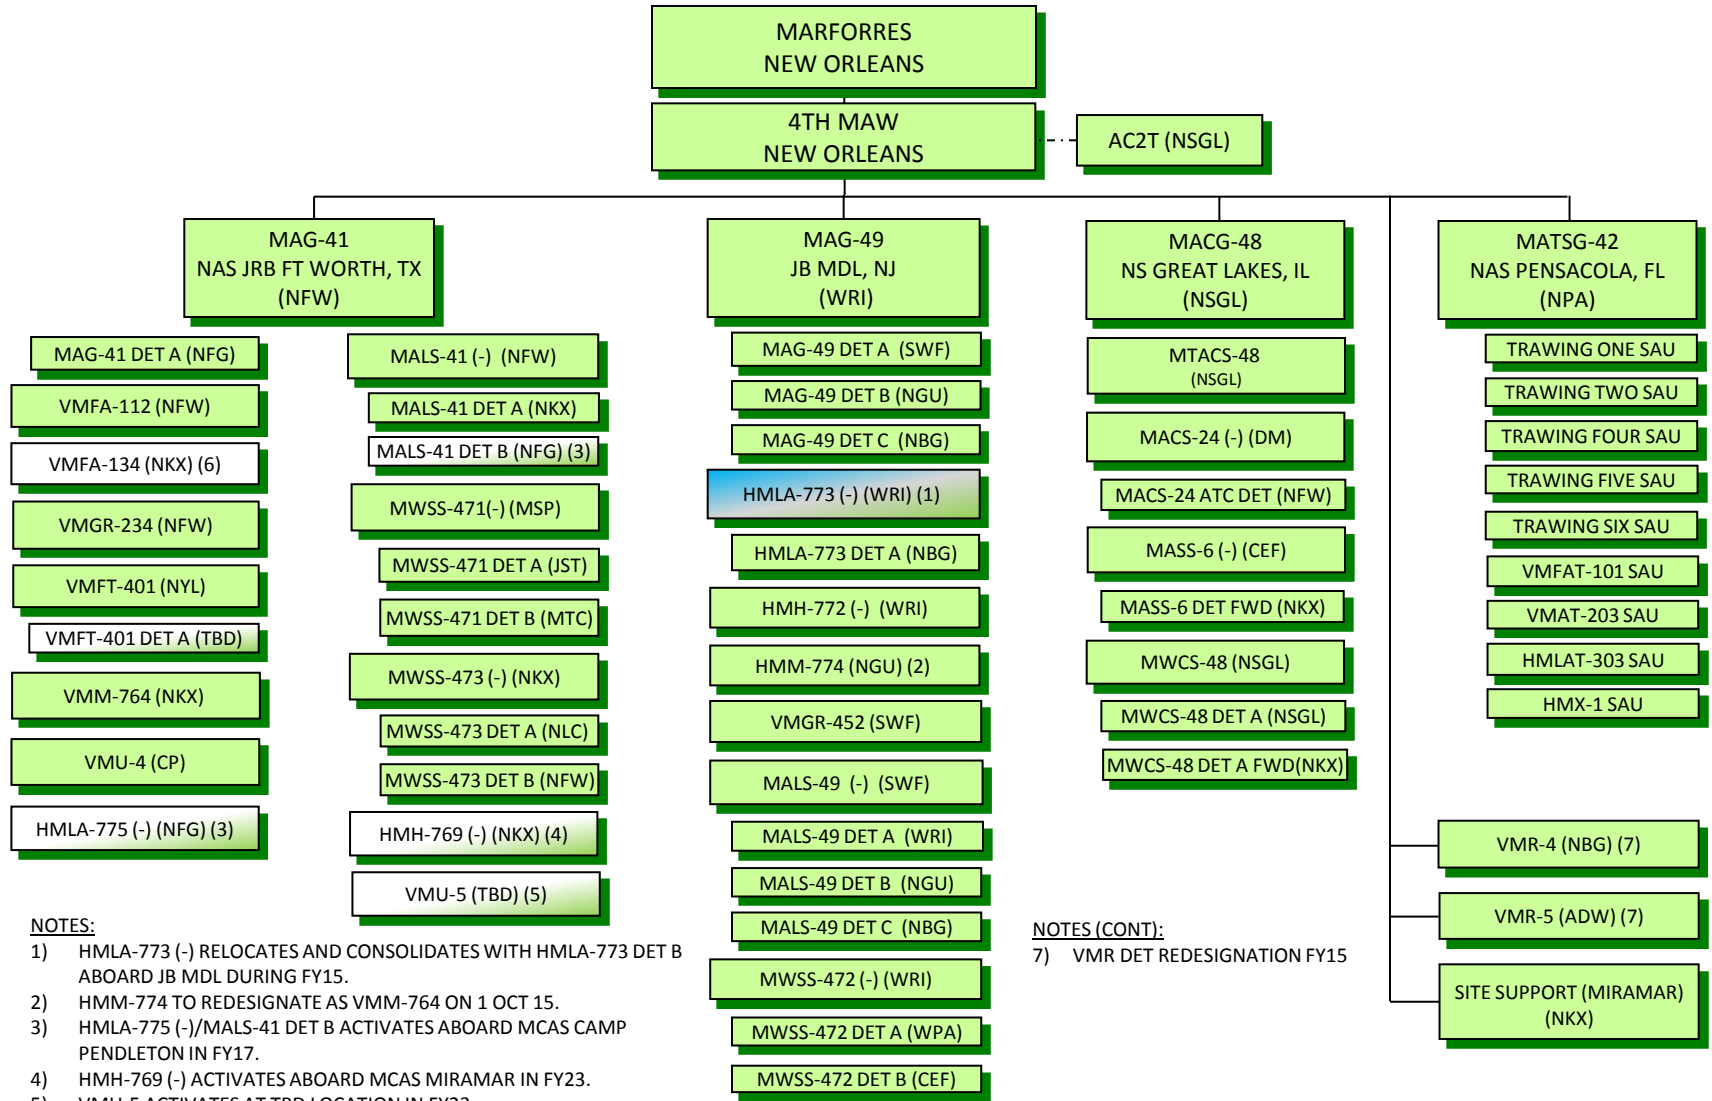 MARFORRES
NEW ORLEANS
4TH MAW
NEW ORLEANS
AC2T (NSGL)
MAG-41
NAS JRB FT WORTH, TX
(NFW)
MAG-41 DET A (NFG)
VMFA-112 (NFW)
VMFA-134 (NKX) (6)
VMGR-234 (NFW)
VMFT-401 (NYL)
VMFT-401 DET A (TBD)
VMM-764 (NKX)
VMU-4 (CP)
HMLA-775 (-) (NFG) (3)
MALS-41 (-) (NFW)
MALS-41 DET A (NKX)
MALS-41 DET B (NFG) (3)
MWSS-471(-) (MSP)
MWSS-471 DET A (JST)
MWSS-471 DET B (MTC)
MWSS-473 (-) (NKX)
MWSS-473 DET A (NLC)
MWSS-473 DET B (NFW)
HMH-769 (-) (NKX) (4)
VMU-5 (TBD) (5)
MAG-49
JB MDL, NJ
(WRI)
MAG-49 DET A (SWF)
MAG-49 DET B (NGU)
MAG-49 DET C (NBG)
HMLA-773 (-) (WRI) (1)
HMLA-773 DET A (NBG)
HMH-772 (-) (WRI)
HMM-774 (NGU) (2)
VMGR-452 (SWF)
MALS-49 (-) (SWF)
MALS-49 DET A (WRI)
MALS-49 DET B (NGU)
MALS-49 DET C (NBG)
MWSS-472 (-) (WRI)
MWSS-472 DET A (WPA)
MWSS-472 DET B (CEF)
MACG-48
NS GREAT LAKES, IL
(NSGL)
MTACS-48
(NSGL)
MACS-24 (-) (DM)
MACS-24 ATC DET (NFW)
MASS-6 (-) (CEF)
MASS-6 DET FWD (NKX)
MWCS-48 (NSGL)
MWCS-48 DET A (NSGL)
MWCS-48 DET A FWD(NKX)
MATSG-42
NAS PENSACOLA, FL
(NPA)
TRAWING ONE SAU
TRAWING TWO SAU
TRAWING FOUR SAU
TRAWING FIVE SAU
TRAWING SIX SAU
VMFAT-101 SAU
VMAT-203 SAU
HMLAT-303 SAU
HMX-1 SAU
VMR-4 (NBG) (7)
VMR-5 (ADW) (7)
SITE SUPPORT (MIRAMAR)
(NKX)
NOTES:
1) HMLA-773 (-) RELOCATES AND CONSOLIDATES WITH HMLA-773 DET B
ABOARD JB MDL DURING FY15.
2) HMM-774 TO REDESIGNATE AS VMM-764 ON 1 OCT 15.
3) HMLA-775 (-)/MALS-41 DET B ACTIVATES ABOARD MCAS CAMP
PENDLETON IN FY17.
4) HMH-769 (-) ACTIVATES ABOARD MCAS MIRAMAR IN FY23.
NOTES (CONT):
7) VMR DET REDESIGNATION FY15